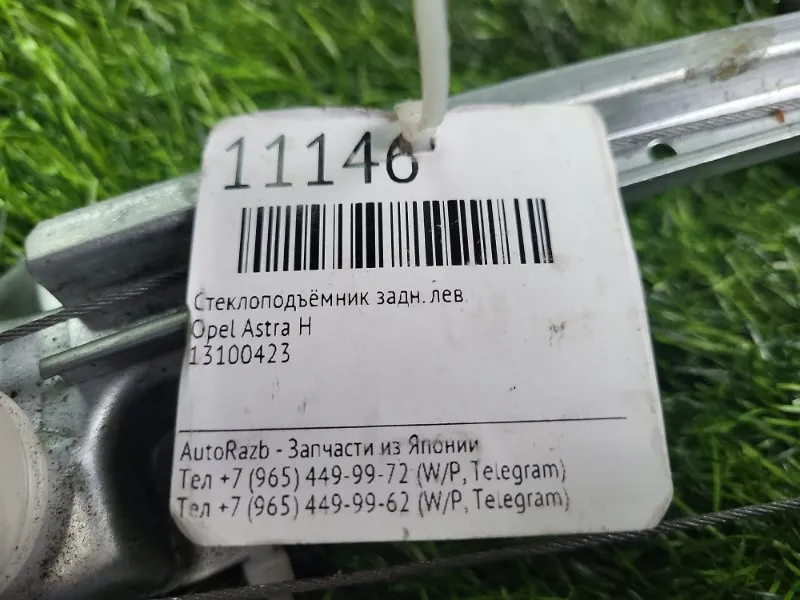 11146
Стеклоподъёмник задн. лев
Opel Astra H
13100423
AutoRazb - Запчасти из Японии
Тел +7 (965) 449-99-72 (W/P, Telegram)
Тел +7 (965) 449-99-62 (W/P, Telegram)